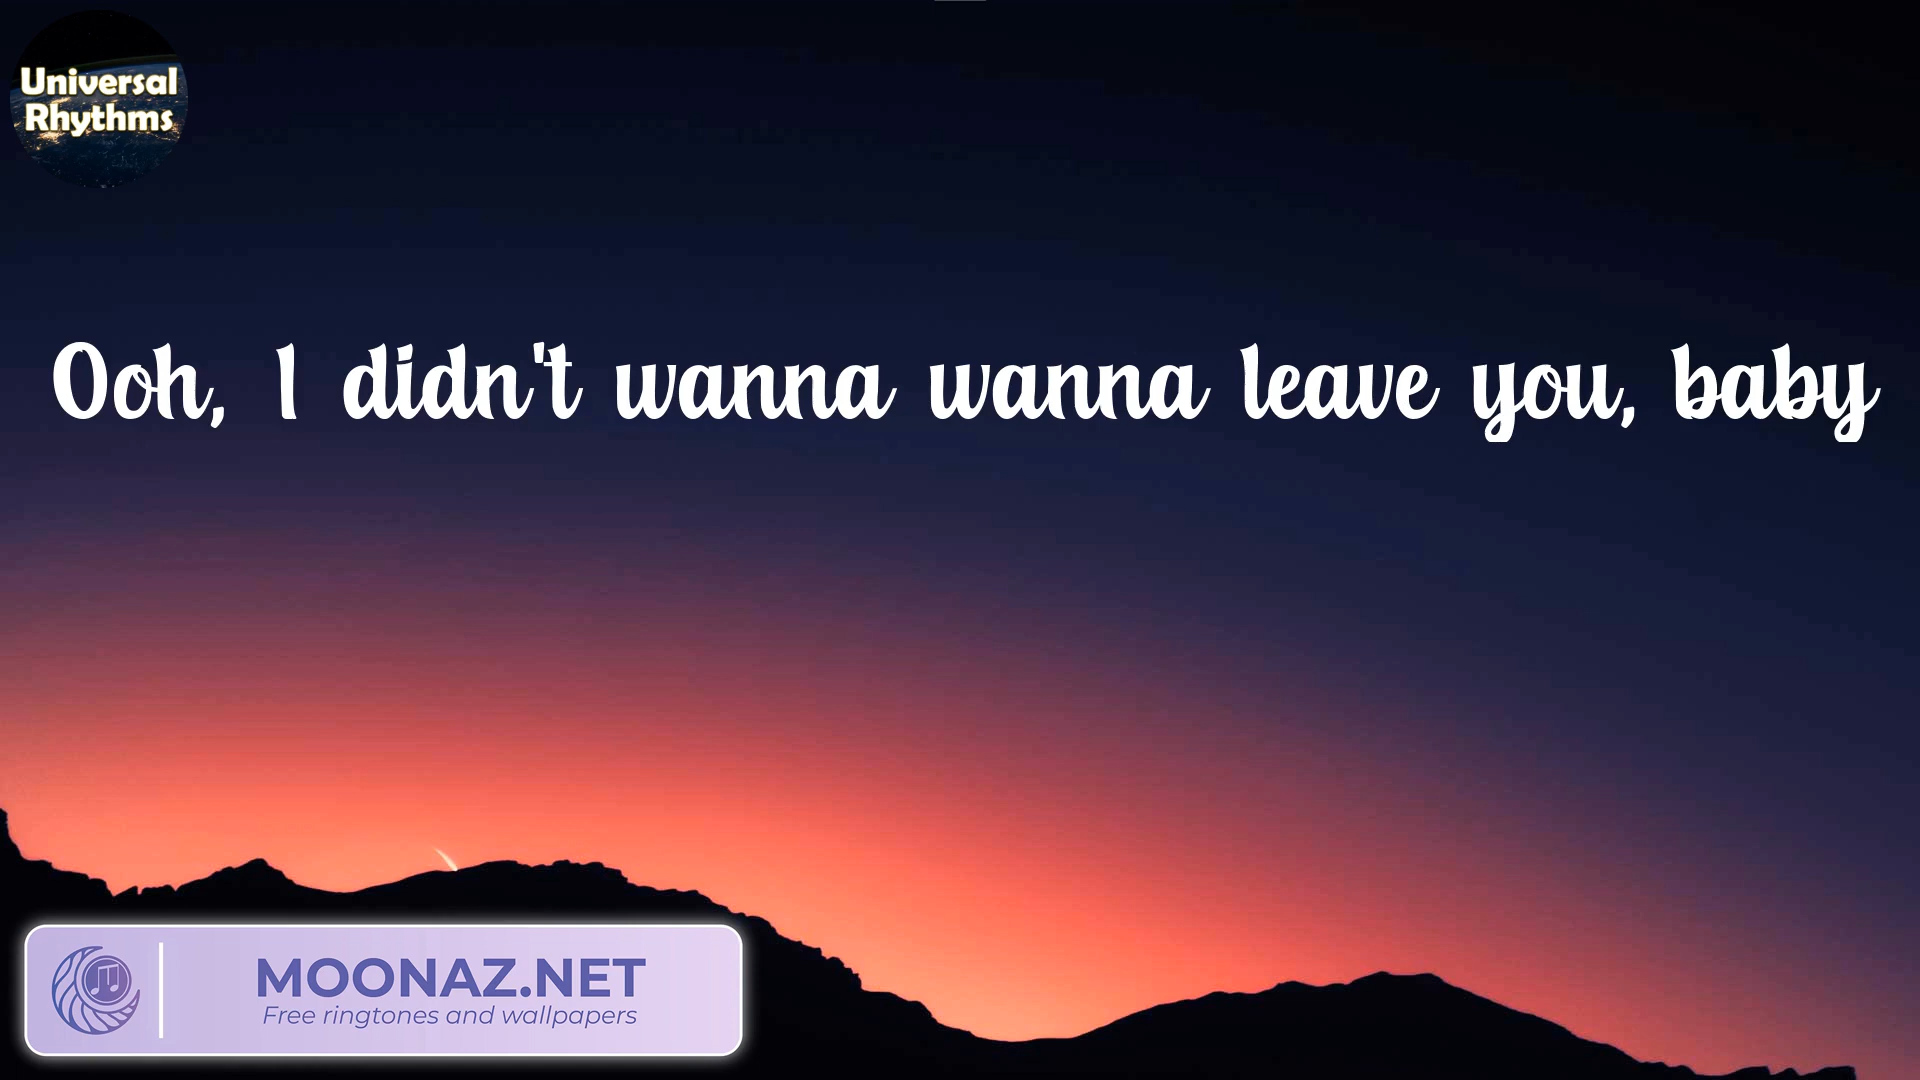 Universal
Rhythms
Ooh, I didn't wanna wanna leave you, baby
MOONAZ.NET
Free ringtones and wallpapers